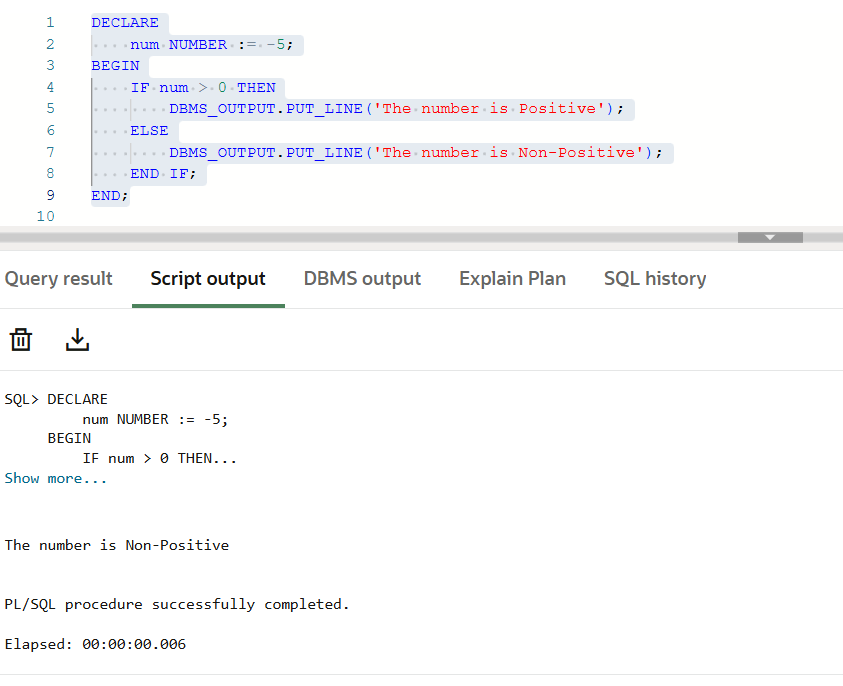 1 DECLARE
2     num NUMBER := -5;
3 BEGIN
4     IF num > 0 THEN
5         DBMS_OUTPUT.PUT_LINE('The number is Positive');
6     ELSE
7         DBMS_OUTPUT.PUT_LINE('The number is Non-Positive');
8     END IF;
9 END;
10
Query result Script output DBMS output Explain Plan SQL history
SQL> DECLARE
         num NUMBER := -5;
     BEGIN
         IF num > 0 THEN...
Show more...
The number is Non-Positive
PL/SQL procedure successfully completed.
Elapsed: 00:00:00.006